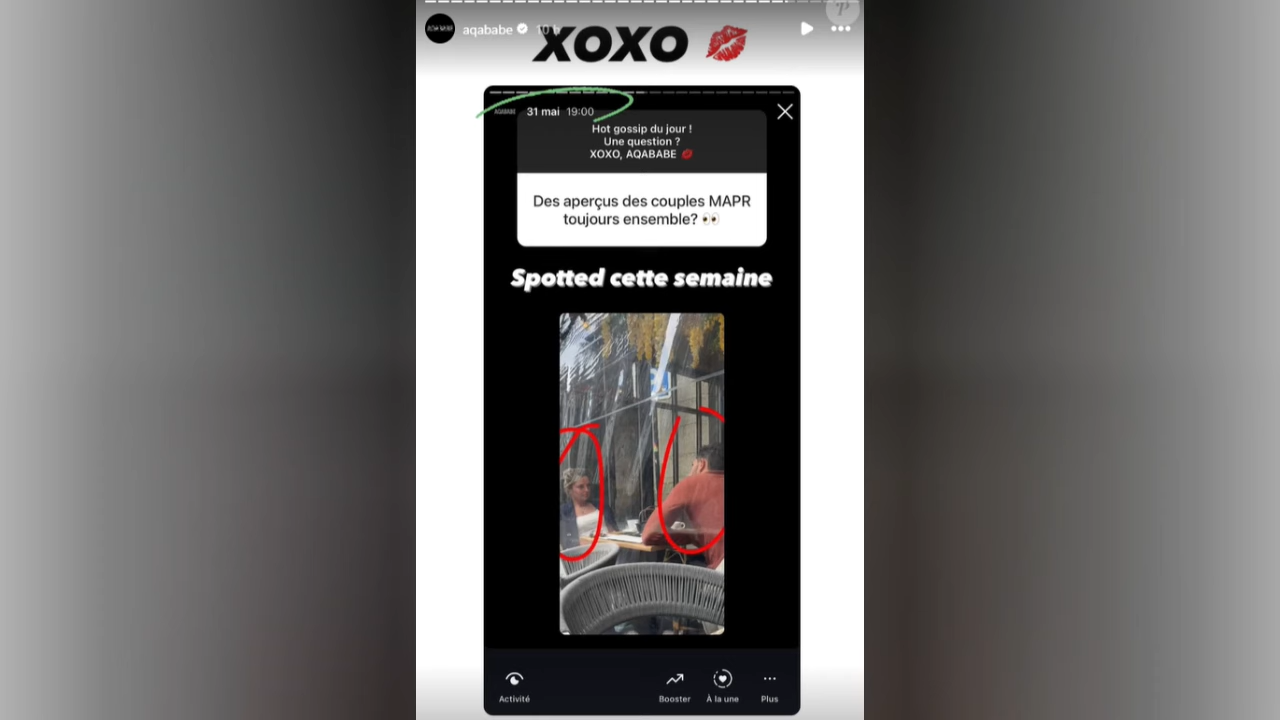 XOXO 💋
aqababe
AQABABE
31 mai 19:00
Hot gossip du jour !
Une question ?
XOXO, AQABABE 💋
Des aperçus des couples MAPR
toujours ensemble? 👀
Spotted cette semaine
Activité
Booster
À la une
Plus